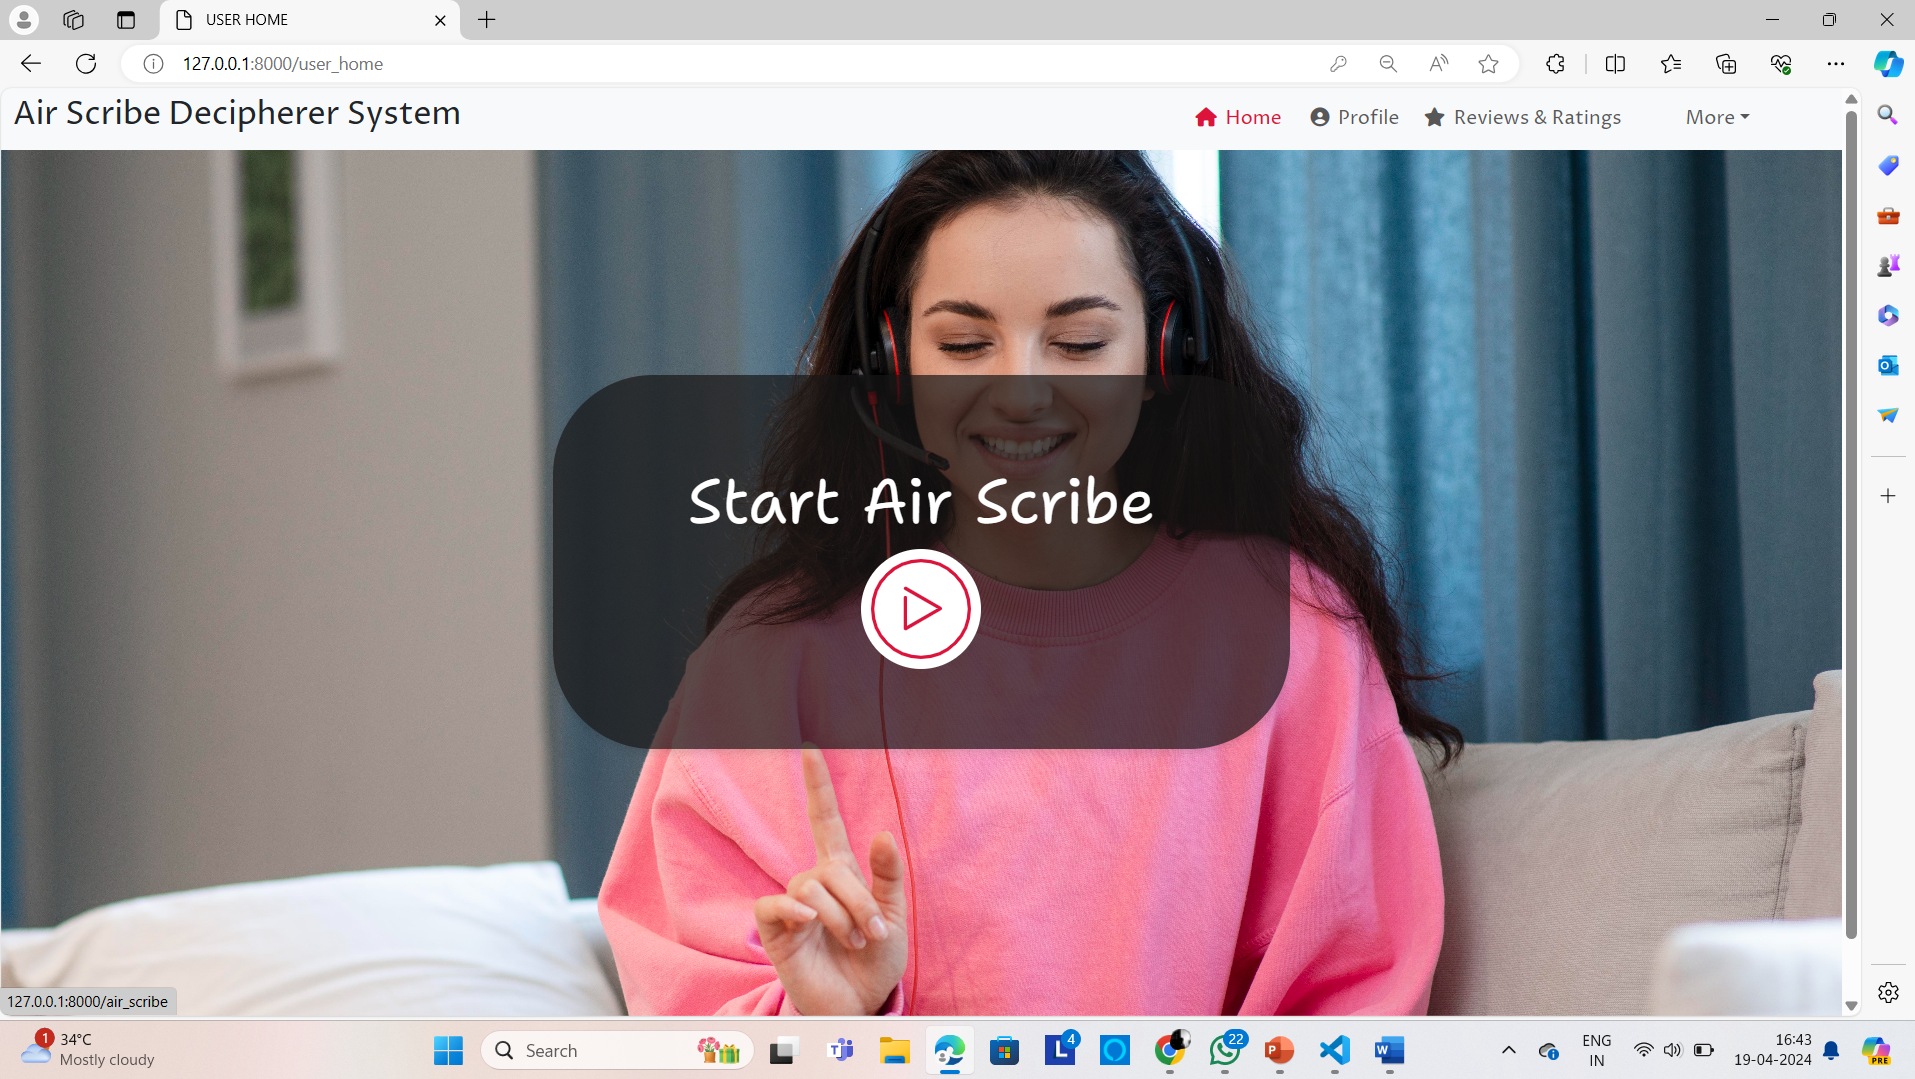 USER HOME
127.0.0.1:8000/user_home
Air Scribe Decipherer System
Home Profile Reviews & Ratings More
Start Air Scribe
127.0.0.1:8000/air_scribe
1
34°C
Mostly cloudy
Search
4
22
ENG
IN
16:43
19-04-2024
PRE